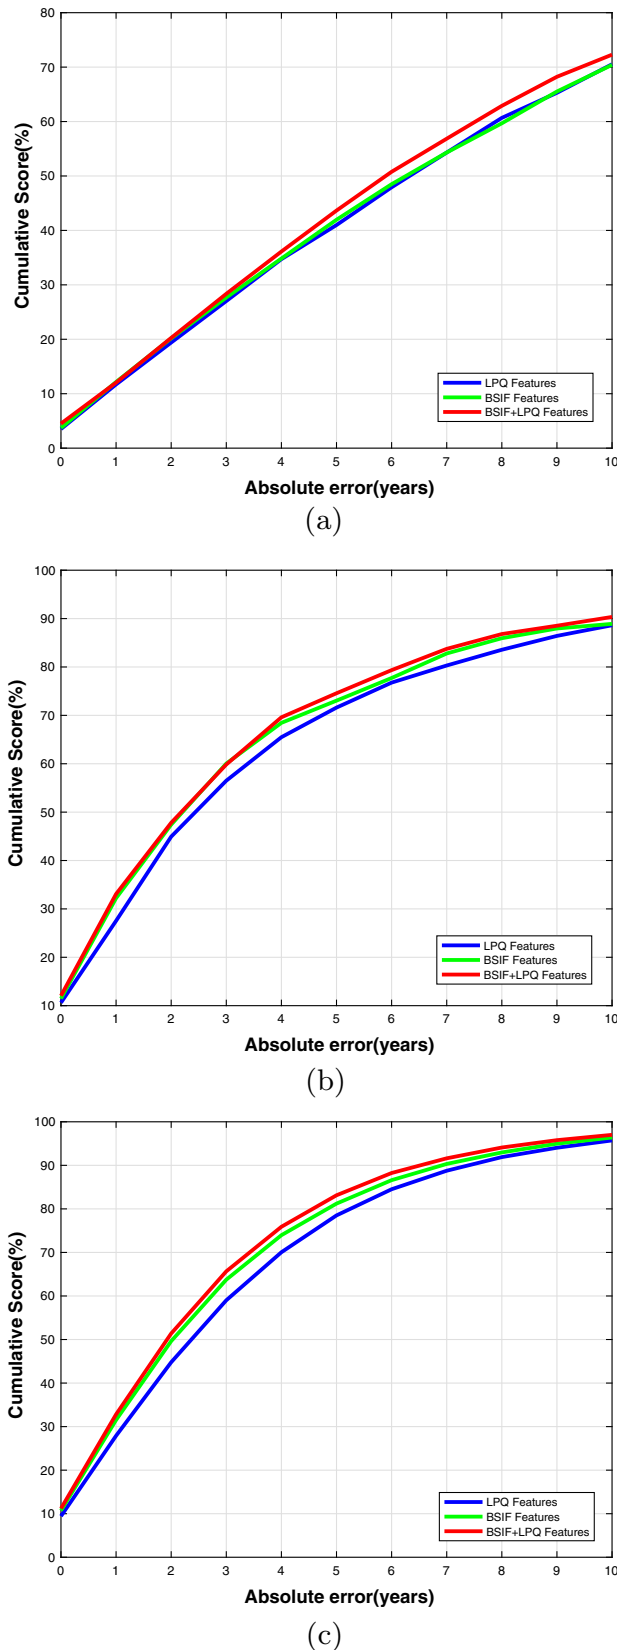 80
70
60
50
40
30
20
10
0
Cumulative Score(%)
LPQ Features
BSIF Features
BSIF+LPQ Features
0 1 2 3 4 5 6 7 8 9 10
Absolute error(years)
(a)
100
90
80
70
60
50
40
30
20
10
Cumulative Score(%)
LPQ Features
BSIF Features
BSIF+LPQ Features
0 1 2 3 4 5 6 7 8 9 10
Absolute error(years)
(b)
100
90
80
70
60
50
40
30
20
10
0
Cumulative Score(%)
LPQ Features
BSIF Features
BSIF+LPQ Features
0 1 2 3 4 5 6 7 8 9 10
Absolute error(years)
(c)